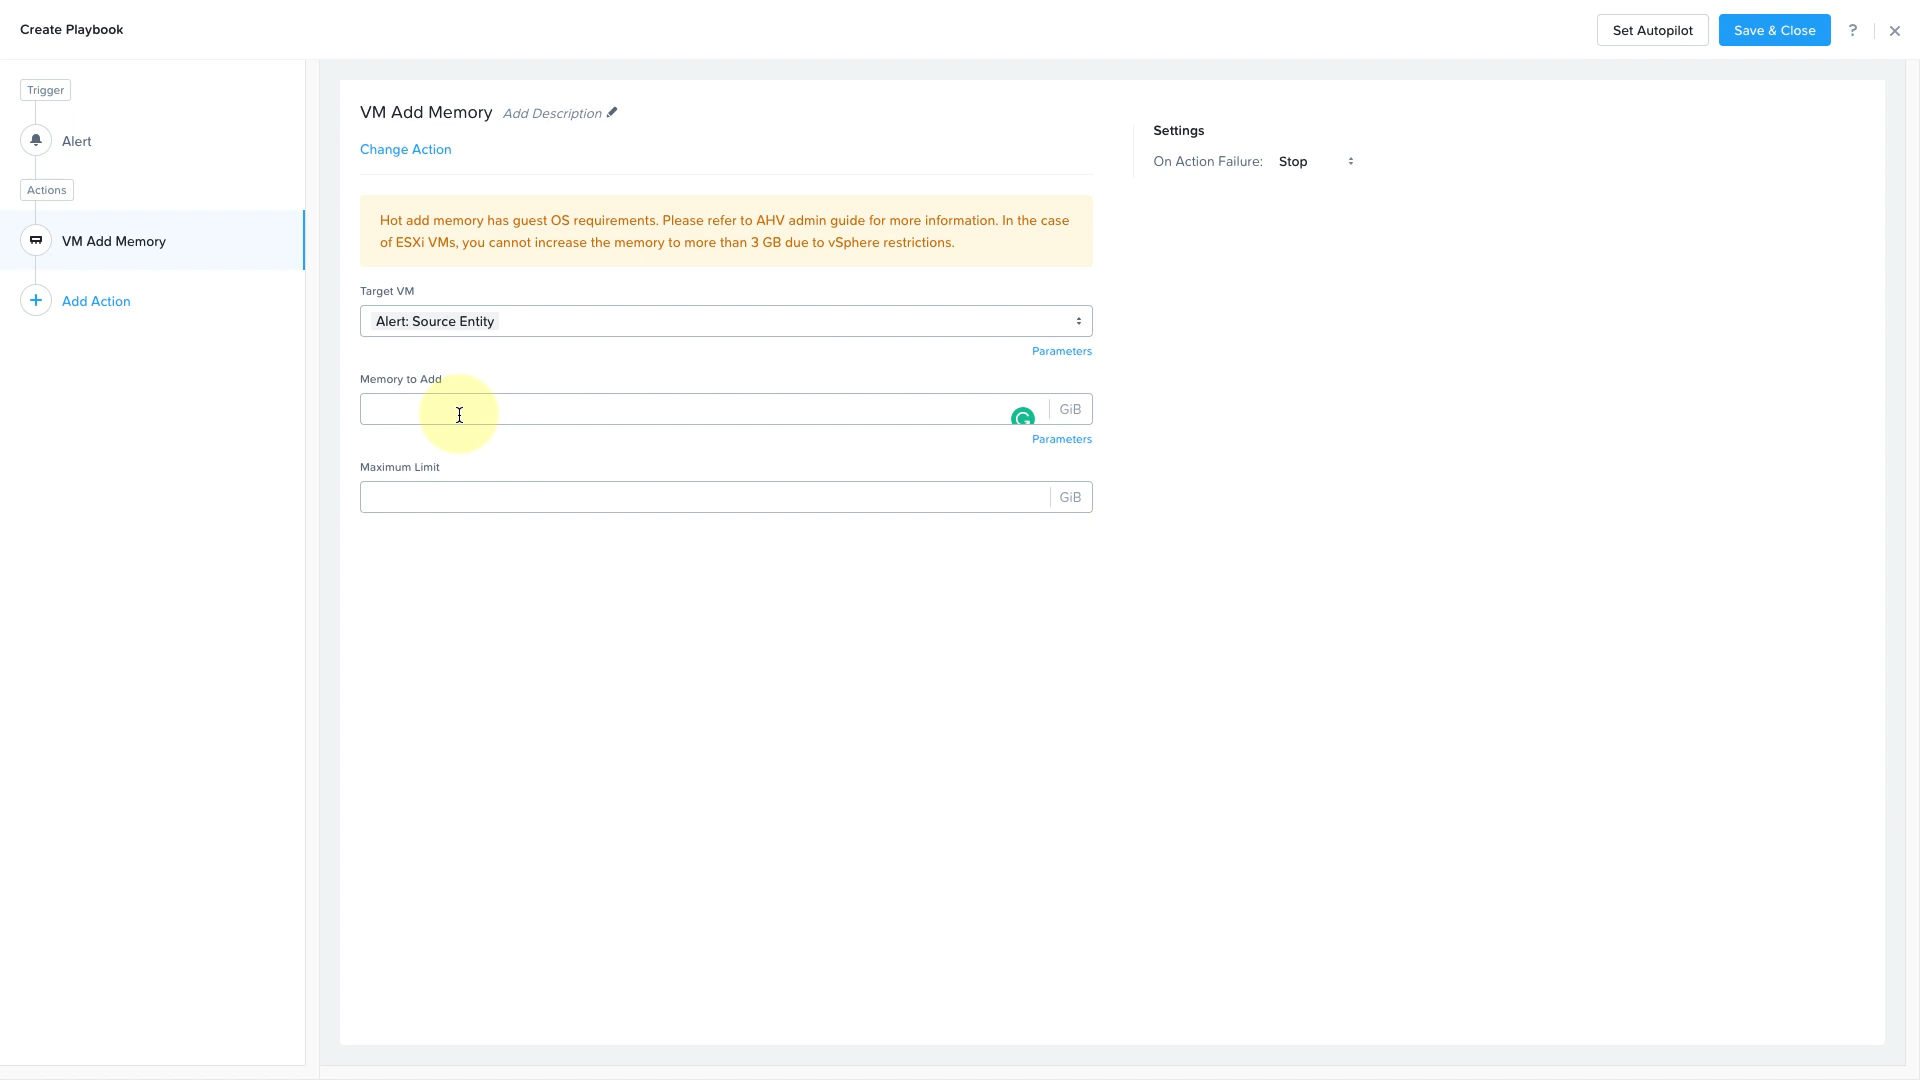 Create Playbook
Set Autopilot
Save & Close
?
Trigger
Alert
Actions
VM Add Memory
Add Action
VM Add Memory Add Description
Change Action
Hot add memory has guest OS requirements. Please refer to AHV admin guide for more information. In the case
of ESXi VMs, you cannot increase the memory to more than 3 GB due to vSphere restrictions.
Target VM
Alert: Source Entity
Parameters
Memory to Add
GiB
Parameters
Maximum Limit
GiB
Settings
On Action Failure: Stop